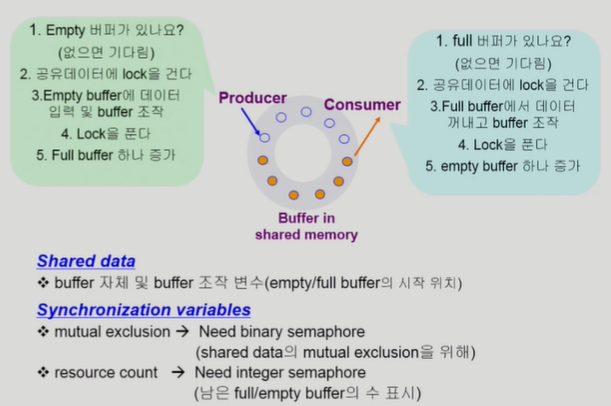 1. Empty 버퍼가 있나요?
(없으면 기다림)
2. 공유데이터에 lock을 건다
3.Empty buffer에 데이터
입력 및 buffer 조작
4. Lock을 푼다
5. Full buffer 하나 증가
Producer
Consumer
1. full 버퍼가 있나요?
(없으면 기다림)
2. 공유데이터에 lock을 건다
3.Full buffer에서 데이터
꺼내고 buffer 조작
4. Lock을 푼다
5. empty buffer 하나 증가
Buffer in
shared memory
Shared data
❖ buffer 자체 및 buffer 조작 변수(empty/full buffer의 시작 위치)
Synchronization variables
❖ mutual exclusion → Need binary semaphore
(shared data의 mutual exclusion을 위해)
❖ resource count → Need integer semaphore
(남은 full/empty buffer의 수 표시)